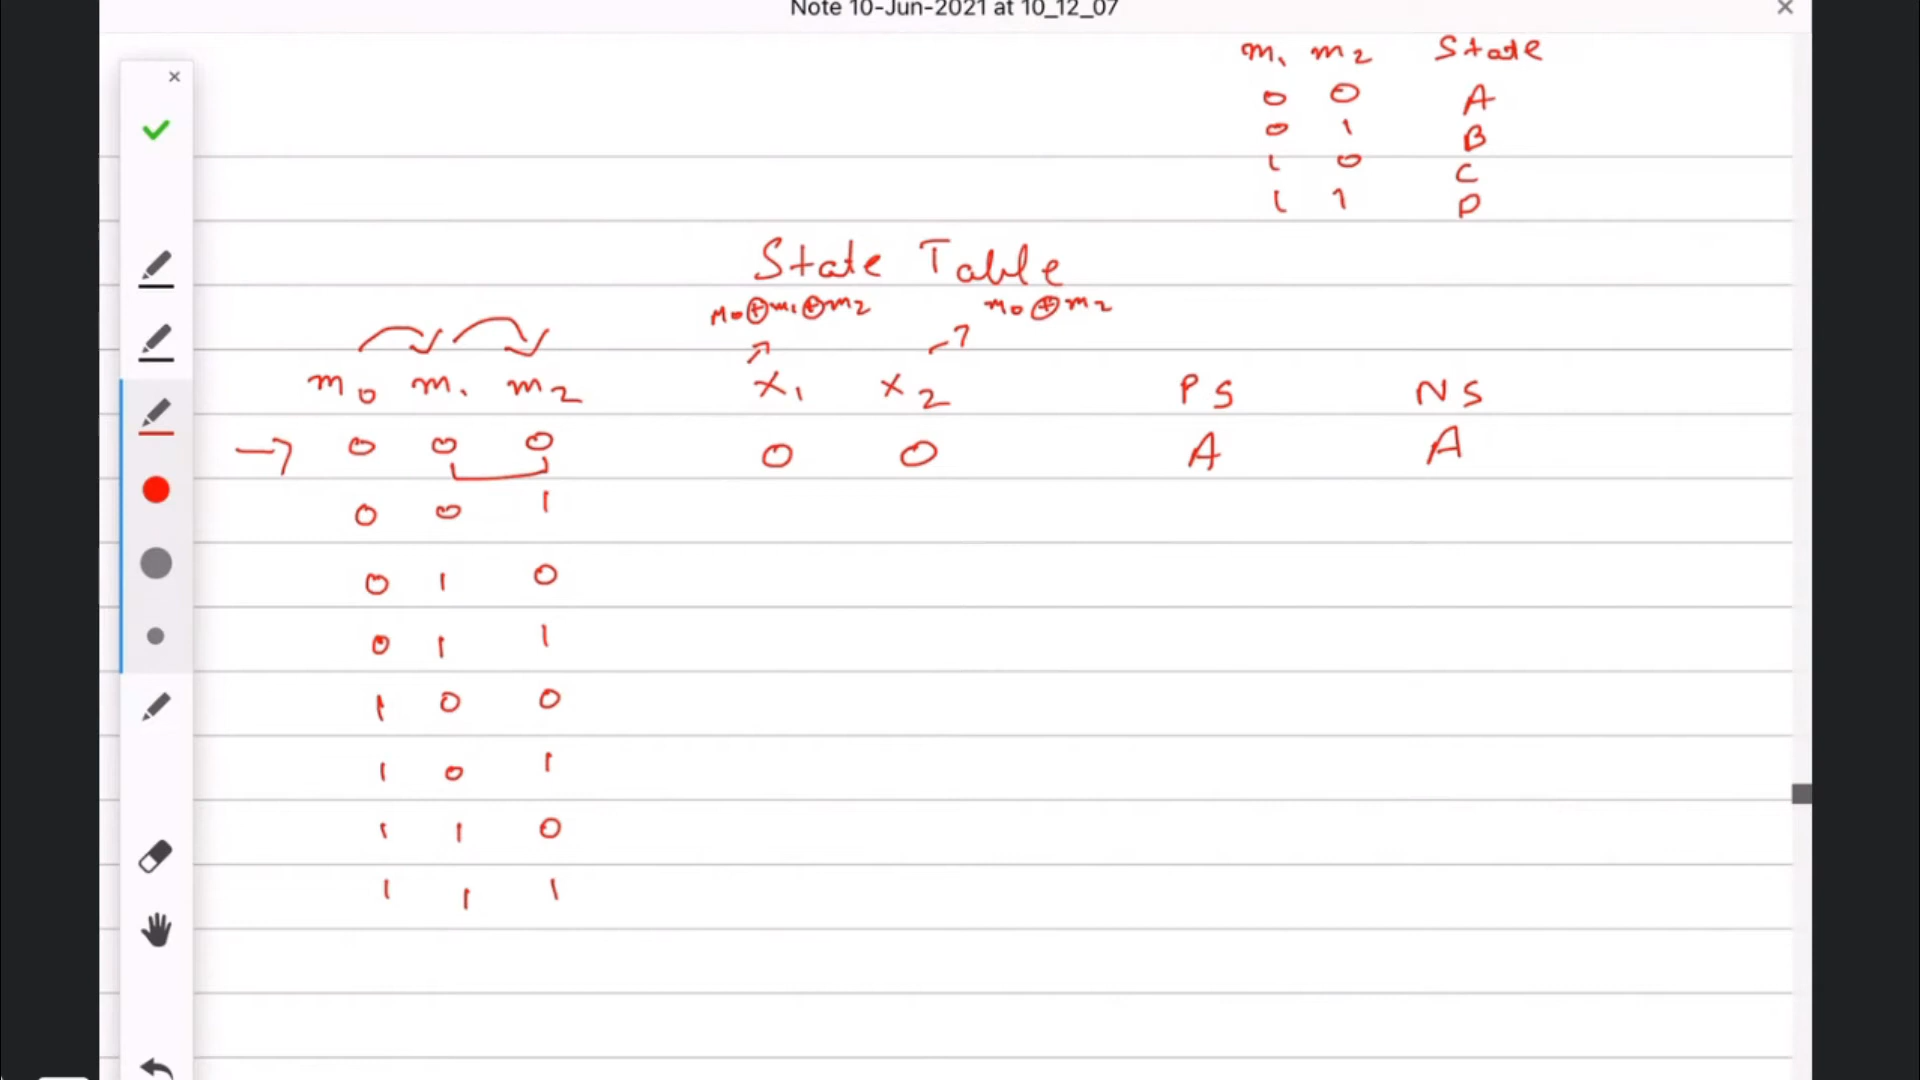 Note 10-Jun-2021 at 10_12_07
m₁ m₂ State
0 0 A
0 1 B
1 0 C
1 1 D
State Table
m₀⊕m₁⊕m₂ m₀⊕m₂
m₀ m₁ m₂ x₁ x₂ PS NS
→ 0 0 0 0 0 A A
0 0 1
0 1 0
0 1 1
1 0 0
1 0 1
1 1 0
1 1 1